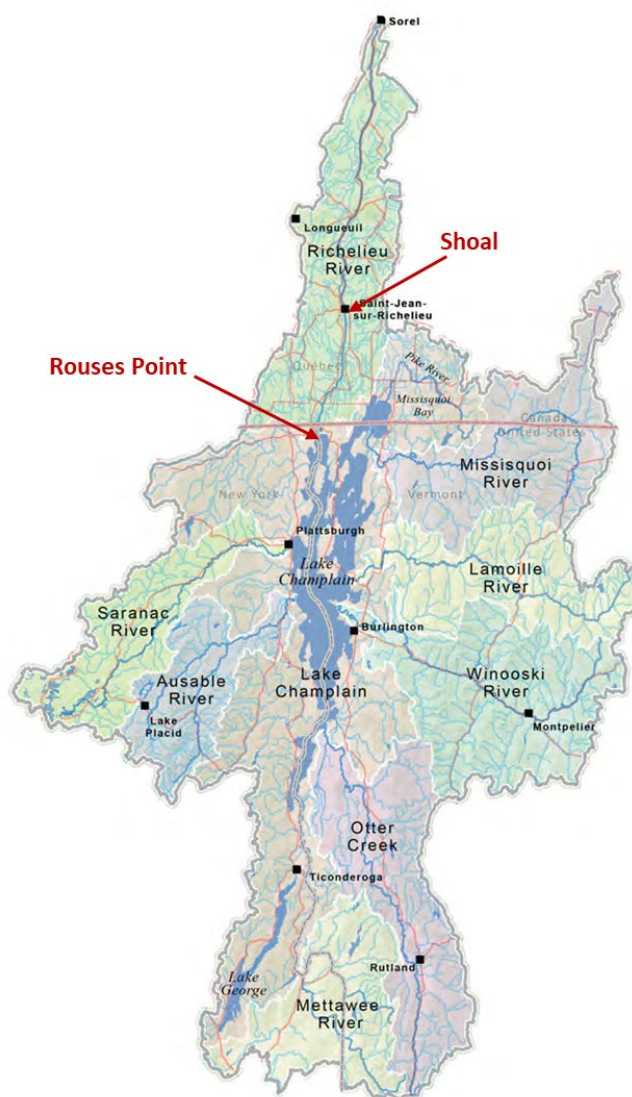 Sorel
Longueuil
Richelieu
River
Shoal
Saint-Jean-
sur-Richelieu
Rouses Point
Québec
Pike River
Missisquoi
Bay
Canada
United States
Missisquoi
River
New York
Vermont
Plattsburgh
Lake
Champlain
Lamoille
River
Saranac
River
Burlington
Ausable
River
Lake
Champlain
Winooski
River
Lake
Placid
Montpelier
Otter
Creek
Ticonderoga
Lake
George
Rutland
Mettawee
River